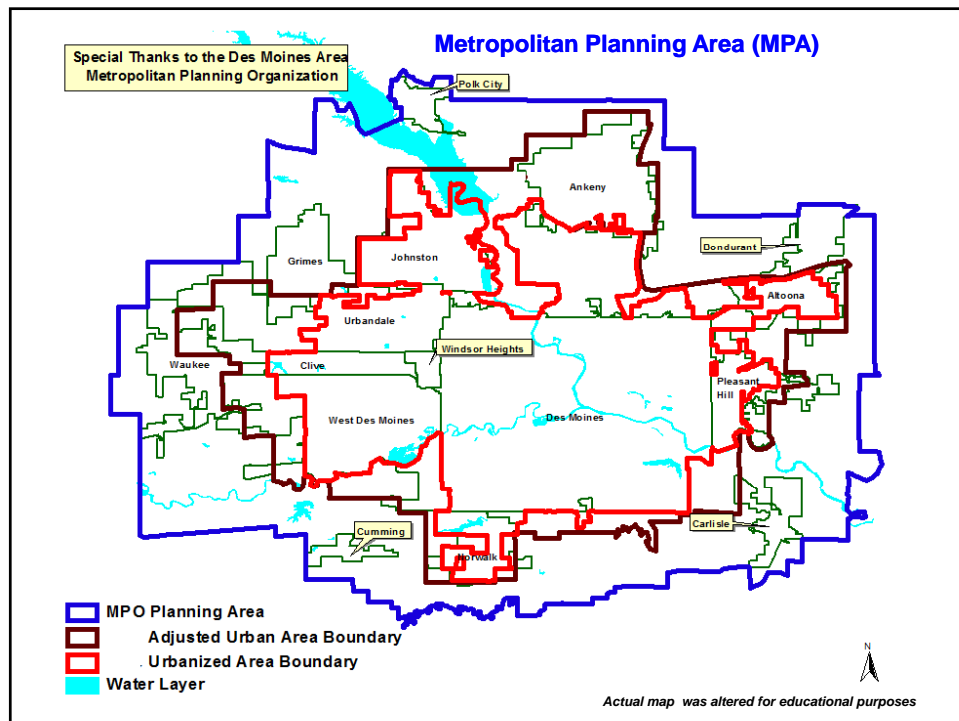 Metropolitan Planning Area (MPA)
Special Thanks to the Des Moines Area
Metropolitan Planning Organization
Polk City
Ankeny
Dondurant
Grimes
Johnston
Altoona
Urbandale
Windsor Heights
Waukee
Clive
Pleasant
Hill
West Des Moines
Des Moines
Carlisle
Cumming
Norwalk
MPO Planning Area
Adjusted Urban Area Boundary
. Urbanized Area Boundary
Water Layer
N
Actual map was altered for educational purposes